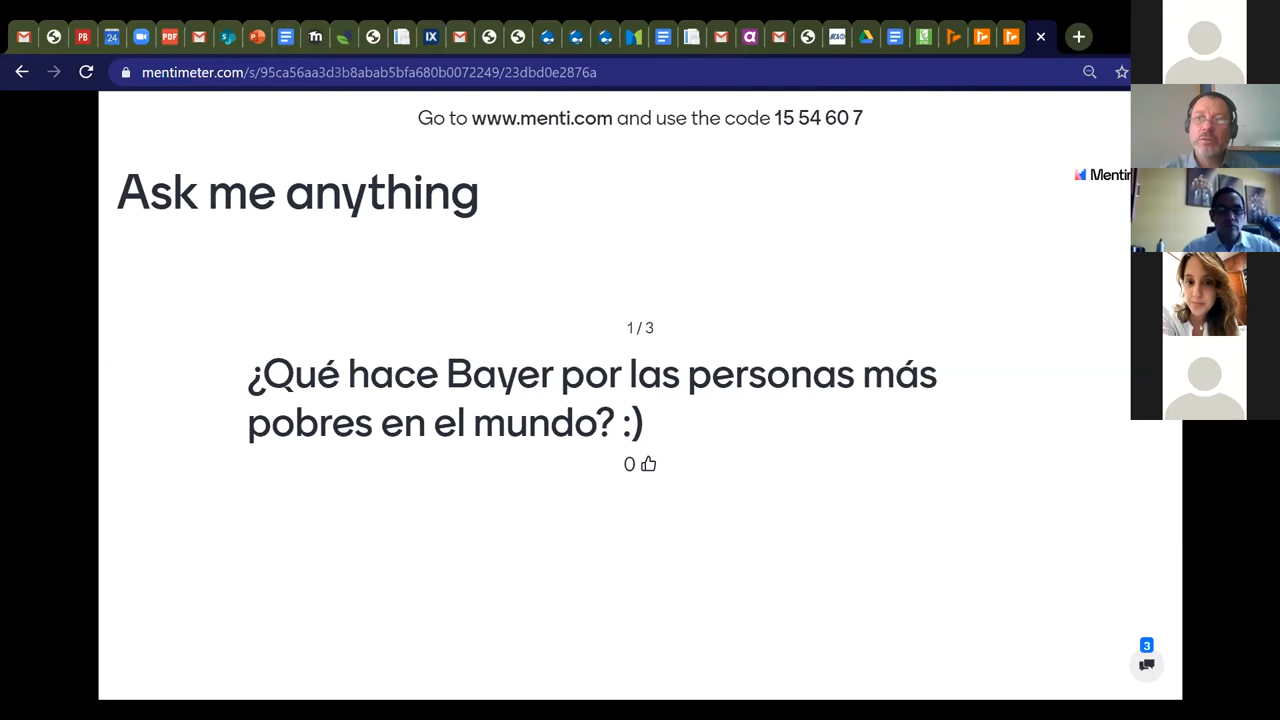 mentimeter.com/s/95ca56aa3d3b8abab5bfa680b0072249/23dbd0e2876a
Go to www.menti.com and use the code 15 54 60 7
Ask me anything
1 / 3
¿Qué hace Bayer por las personas más
pobres en el mundo? :)
0
3